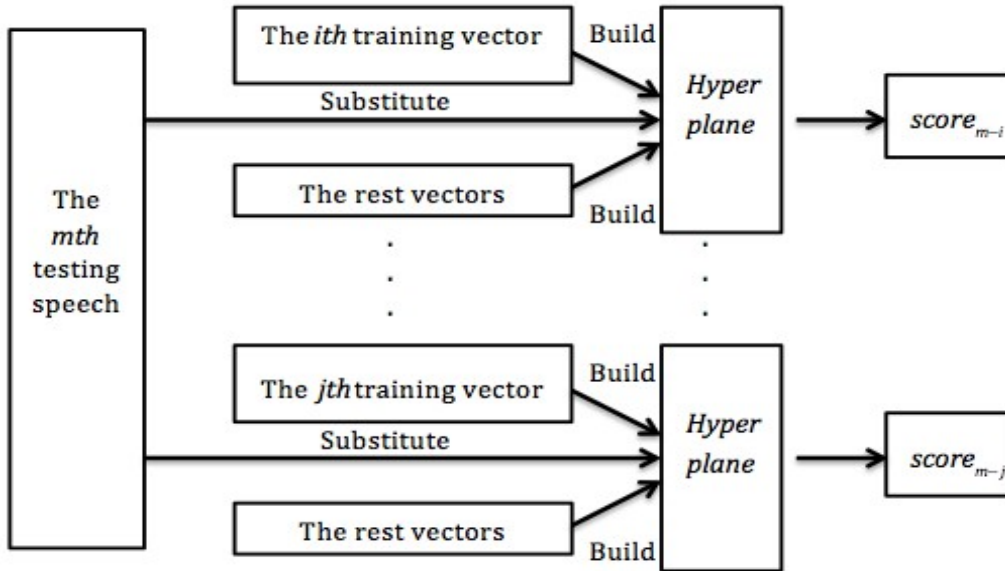 The ith training vector
Build
Substitute
Hyper
plane
score m-i
The rest vectors
Build
The
mth
testing
speech
The jth training vector
Build
Substitute
Hyper
plane
score m-j
The rest vectors
Build